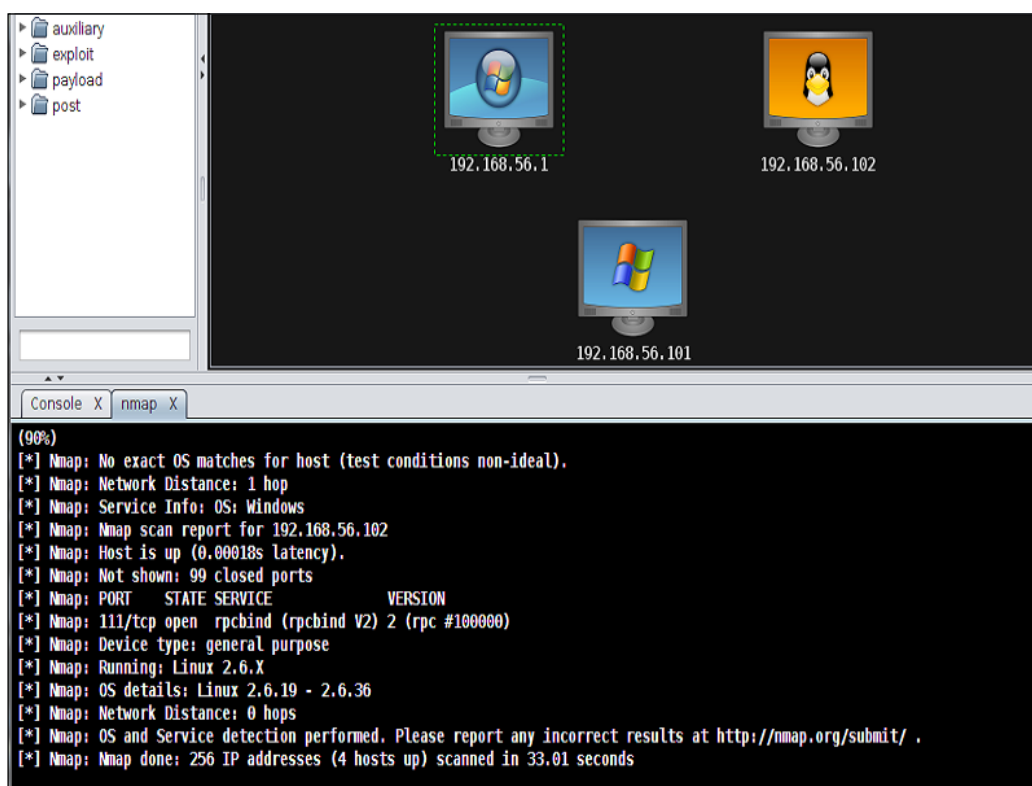 auxiliary
exploit
payload
post
192.168.56.1
192.168.56.102
192.168.56.101
Console X nmap X
(90%)
[*] Nmap: No exact OS matches for host (test conditions non-ideal).
[*] Nmap: Network Distance: 1 hop
[*] Nmap: Service Info: OS: Windows
[*] Nmap: Nmap scan report for 192.168.56.102
[*] Nmap: Host is up (0.00018s latency).
[*] Nmap: Not shown: 99 closed ports
[*] Nmap: PORT STATE SERVICE VERSION
[*] Nmap: 111/tcp open rpcbind (rpcbind V2) 2 (rpc #100000)
[*] Nmap: Device type: general purpose
[*] Nmap: Running: Linux 2.6.X
[*] Nmap: OS details: Linux 2.6.19 - 2.6.36
[*] Nmap: Network Distance: 0 hops
[*] Nmap: OS and Service detection performed. Please report any incorrect results at http://nmap.org/submit/ .
[*] Nmap: Nmap done: 256 IP addresses (4 hosts up) scanned in 33.01 seconds